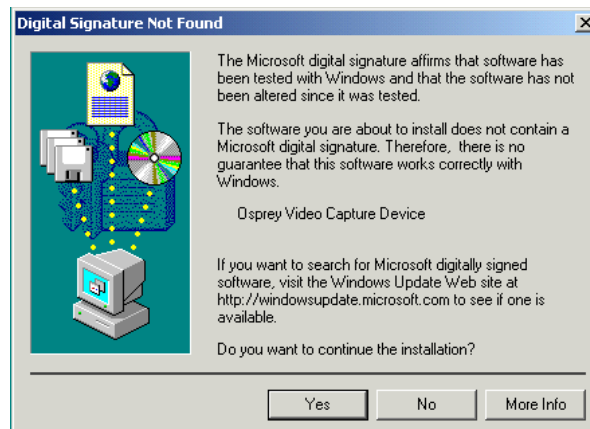 Digital Signature Not Found
The Microsoft digital signature affirms that software has
been tested with Windows and that the software has not
been altered since it was tested.
The software you are about to install does not contain a
Microsoft digital signature. Therefore,  there is no
guarantee that this software works correctly with
Windows.
Osprey Video Capture Device
If you want to search for Microsoft digitally signed
software, visit the Windows Update Web site at
http://windowsupdate.microsoft.com to see if one is
available.
Do you want to continue the installation?
Yes No More Info